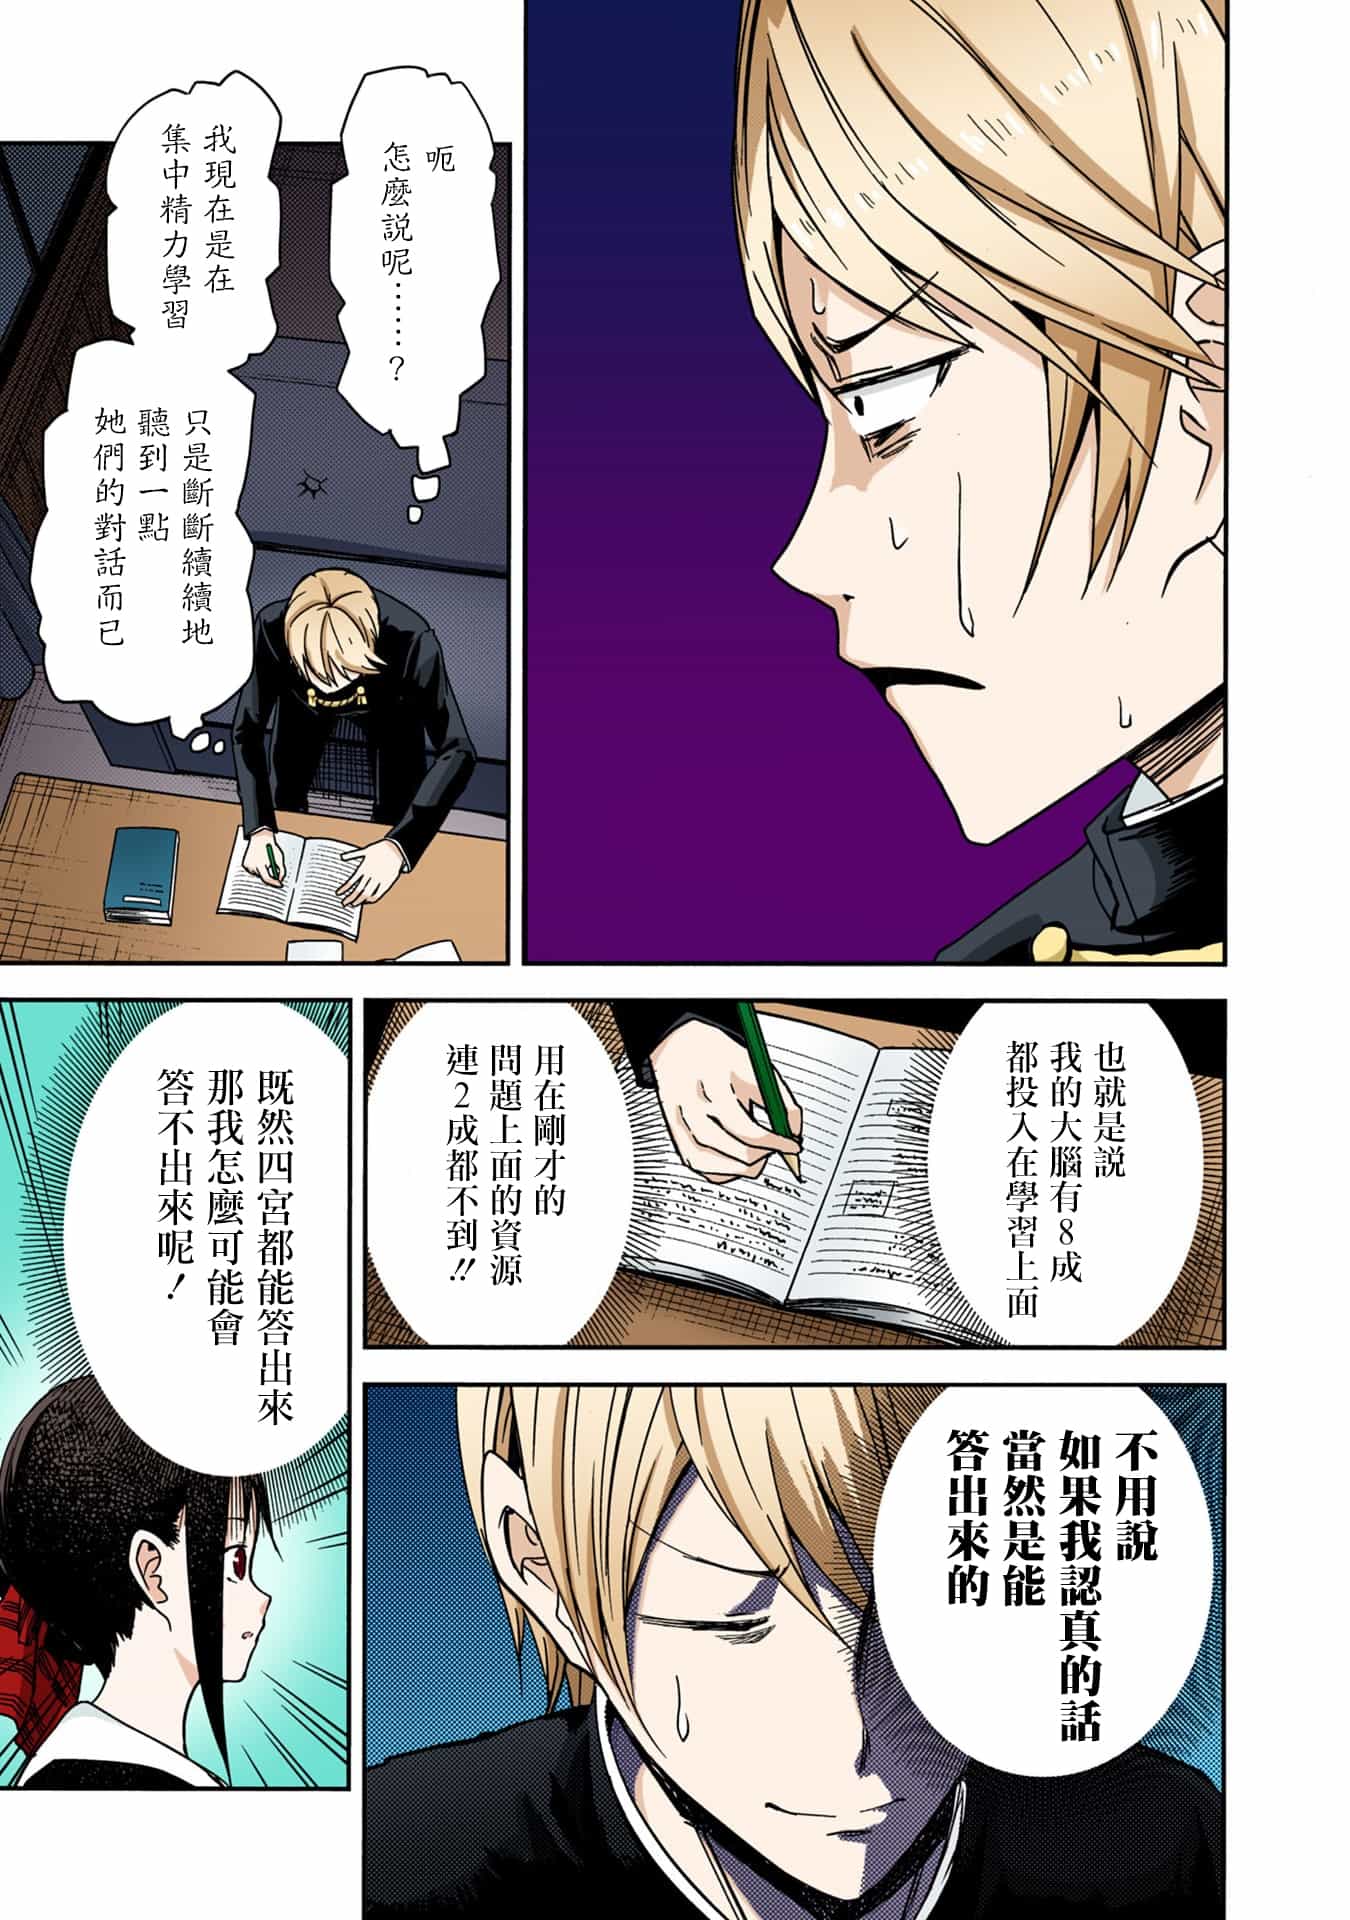 呃
怎麼說呢……？
我現在是在
集中精力學習
只是斷斷續續地
聽到一點
她們的對話而已
也就是說
我的大腦有8成
都投入在學習上面
用在剛才的
問題上面的資源
連2成都不到!!
不用說
如果我認真的話
當然是能
答出來的
既然四宮都能答出來
那我怎麼可能會
答不出來呢！